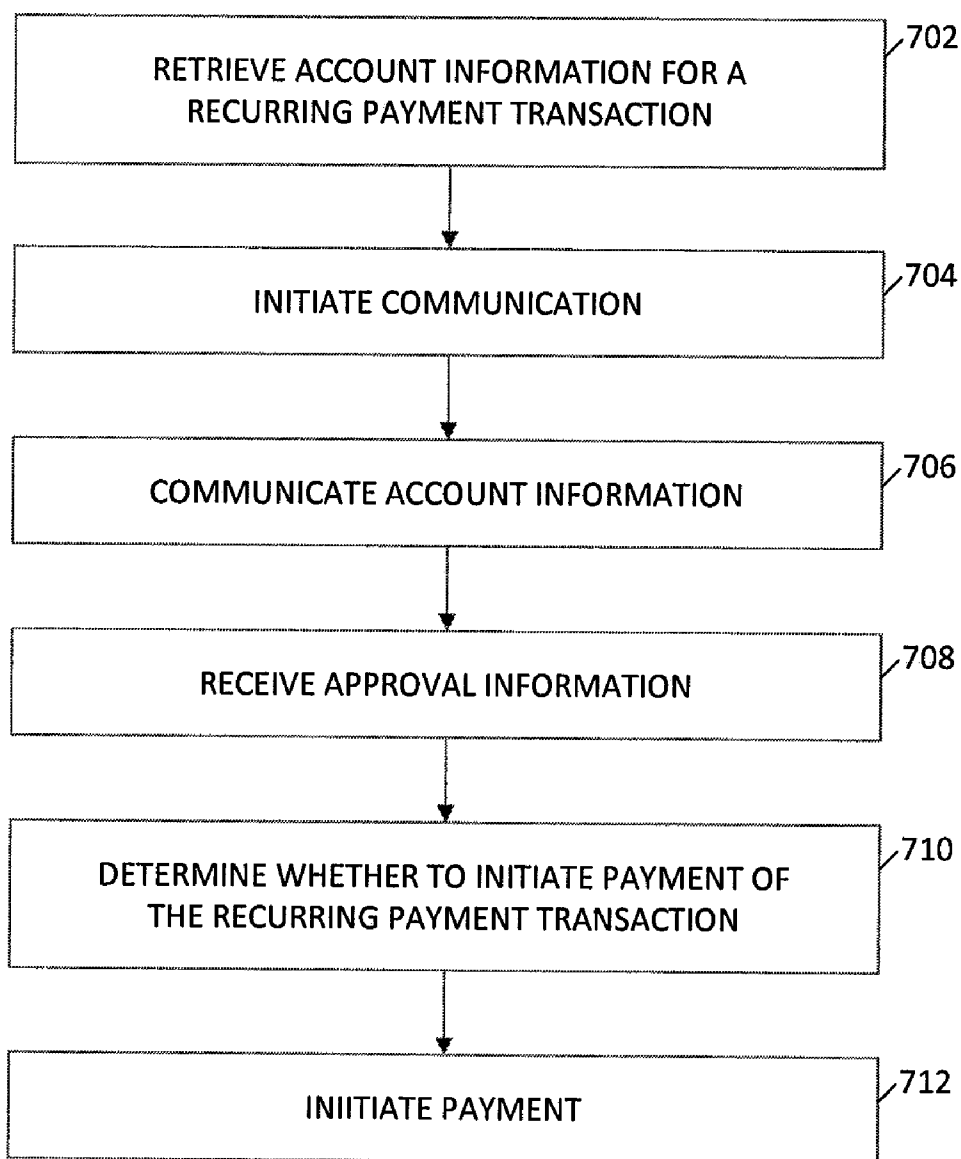 702
RETRIEVE ACCOUNT INFORMATION FOR A
RECURRING PAYMENT TRANSACTION
704
INITIATE COMMUNICATION
706
COMMUNICATE ACCOUNT INFORMATION
708
RECEIVE APPROVAL INFORMATION
710
DETERMINE WHETHER TO INITIATE PAYMENT OF
THE RECURRING PAYMENT TRANSACTION
712
INIITIATE PAYMENT